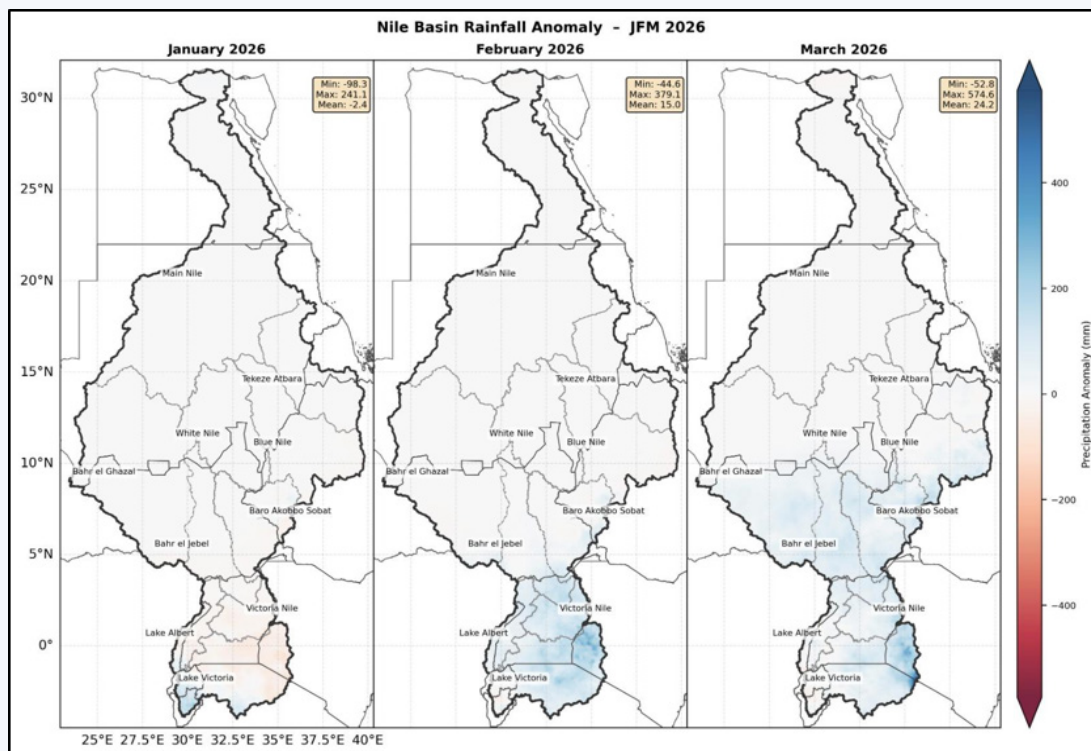 Nile Basin Rainfall Anomaly – JFM 2026
January 2026
February 2026
March 2026
Min: -98.3
Max: 241.1
Mean: -2.4
Min: -44.6
Max: 379.1
Mean: 15.0
Min: -52.8
Max: 574.6
Mean: 24.2
30°N
25°N
20°N
15°N
10°N
5°N
0°
Main Nile
Tekeze Atbara
White Nile
Blue Nile
Bahr el Ghazal
Baro Akobbo Sobat
Bahr el Jebel
Victoria Nile
Lake Albert
Lake Victoria
Main Nile
Tekeze Atbara
White Nile
Blue Nile
Bahr el Ghazal
Baro Akobbo Sobat
Bahr el Jebel
Victoria Nile
Lake Albert
Lake Victoria
Main Nile
Tekeze Atbara
White Nile
Blue Nile
Bahr el Ghazal
Baro Akobbo Sobat
Bahr el Jebel
Victoria Nile
Lake Albert
Lake Victoria
25°E 27.5°E 30°E 32.5°E 35°E 37.5°E 40°E
400
200
0
−200
−400
Precipitation Anomaly (mm)